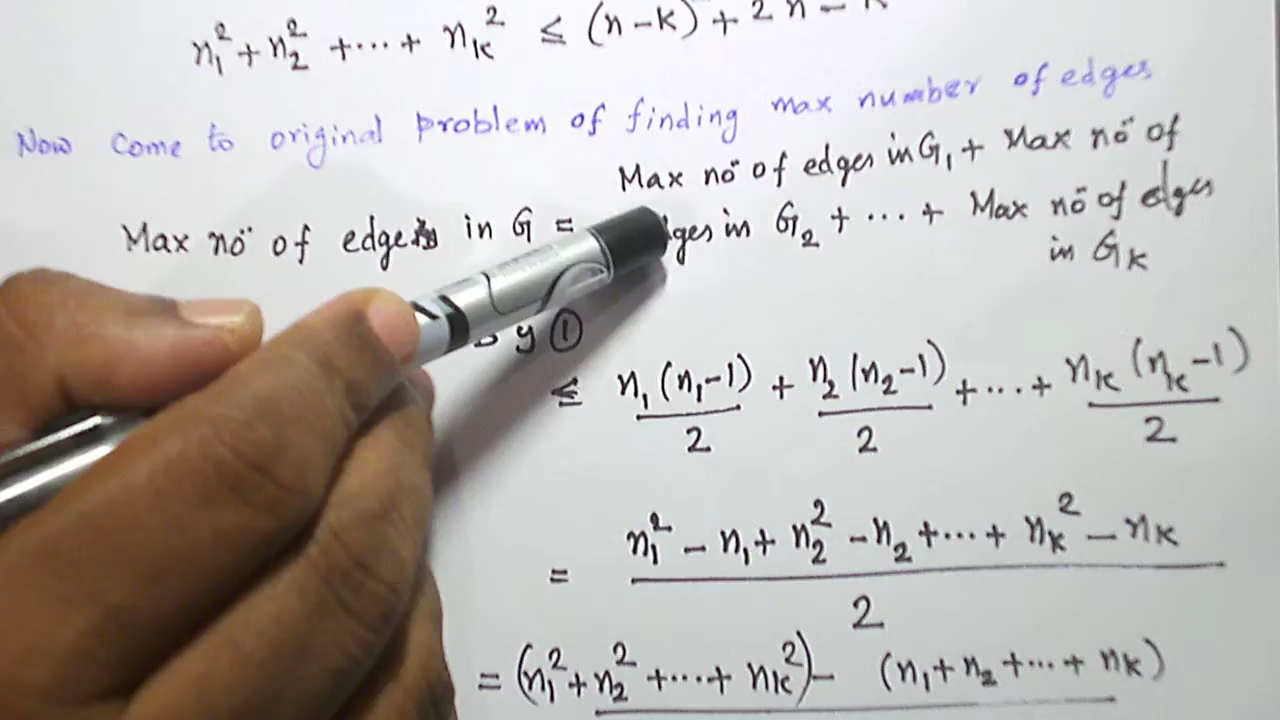 n₁² + n₂² + ... + nₖ² ≤ (n-k) + 2n - k
Now come to original problem of finding max number of edges
Max no of edges in G₁ + Max no of
Max no of edges in G = in G₂ + ... + Max no of edges
in Gₖ
By ①
≤ n₁(n₁-1)/2 + n₂(n₂-1)/2 + ... + nₖ(nₖ-1)/2
= (n₁² - n₁ + n₂² - n₂ + ... + nₖ² - nₖ)/2
= (n₁² + n₂² + ... + nₖ²) - (n₁ + n₂ + ... + nₖ)